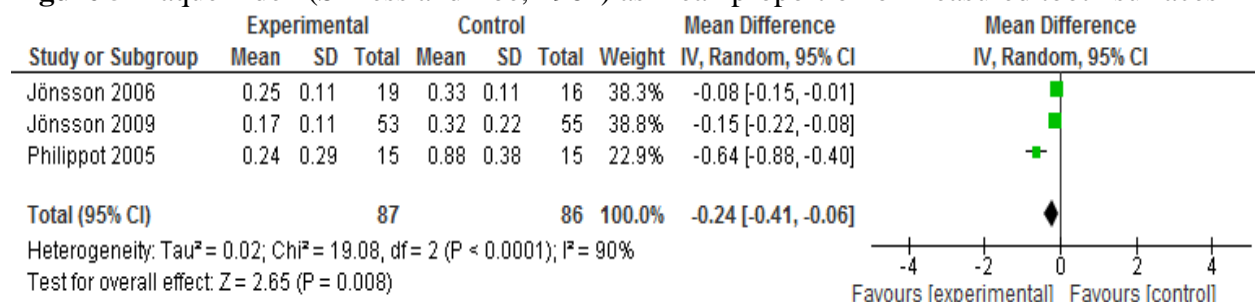 Experimental Control Mean Difference Mean Difference
Study or Subgroup Mean SD Total Mean SD Total Weight IV, Random, 95% CI IV, Random, 95% CI
Jönsson 2006 0.25 0.11 19 0.33 0.11 16 38.3% -0.08 [-0.15, -0.01]
Jönsson 2009 0.17 0.11 53 0.32 0.22 55 38.8% -0.15 [-0.22, -0.08]
Philippot 2005 0.24 0.29 15 0.88 0.38 15 22.9% -0.64 [-0.88, -0.40]
Total (95% CI) 87 86 100.0% -0.24 [-0.41, -0.06]
Heterogeneity: Tau² = 0.02; Chi² = 19.08, df = 2 (P < 0.0001); I² = 90%
Test for overall effect: Z = 2.65 (P = 0.008)
-4 -2 0 2 4
Favours [experimental] Favours [control]